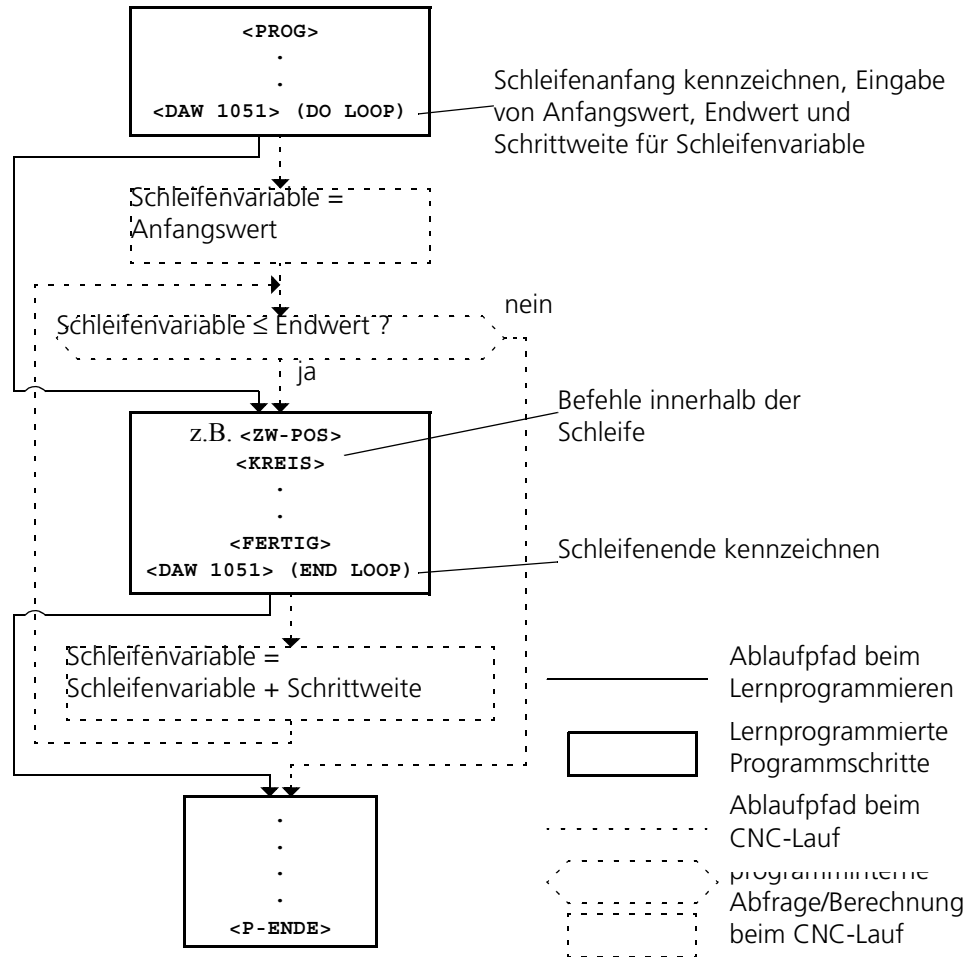 <PROG>
.
.
<DAW 1051> (DO LOOP)
Schleifenanfang kennzeichnen, Eingabe
von Anfangswert, Endwert und
Schrittweite für Schleifenvariable
Schleifenvariable =
Anfangswert
nein
Schleifenvariable ≤ Endwert ?
ja
z.B. <ZW-POS>
<KREIS>
.
.
<FERTIG>
<DAW 1051> (END LOOP)
Befehle innerhalb der
Schleife
Schleifenende kennzeichnen
Schleifenvariable =
Schleifenvariable + Schrittweite
.
.
.
.
<P-ENDE>
Ablaufpfad beim
Lernprogrammieren
Lernprogrammierte
Programmschritte
Ablaufpfad beim
CNC-Lauf
programminterne
Abfrage/Berechnung
beim CNC-Lauf